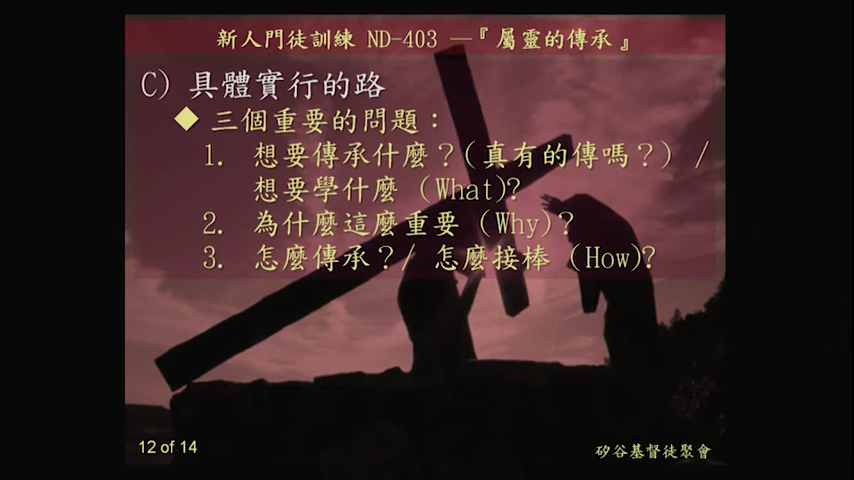 新人門徒訓練 ND-403 —『屬靈的傳承』
C) 具體實行的路
◆ 三個重要的問題：
1. 想要傳承什麼？(真有的傳嗎？) /
想要學什麼 (What)?
2. 為什麼這麼重要 (Why)?
3. 怎麼傳承？/ 怎麼接棒 (How)?
12 of 14
矽谷基督徒聚會